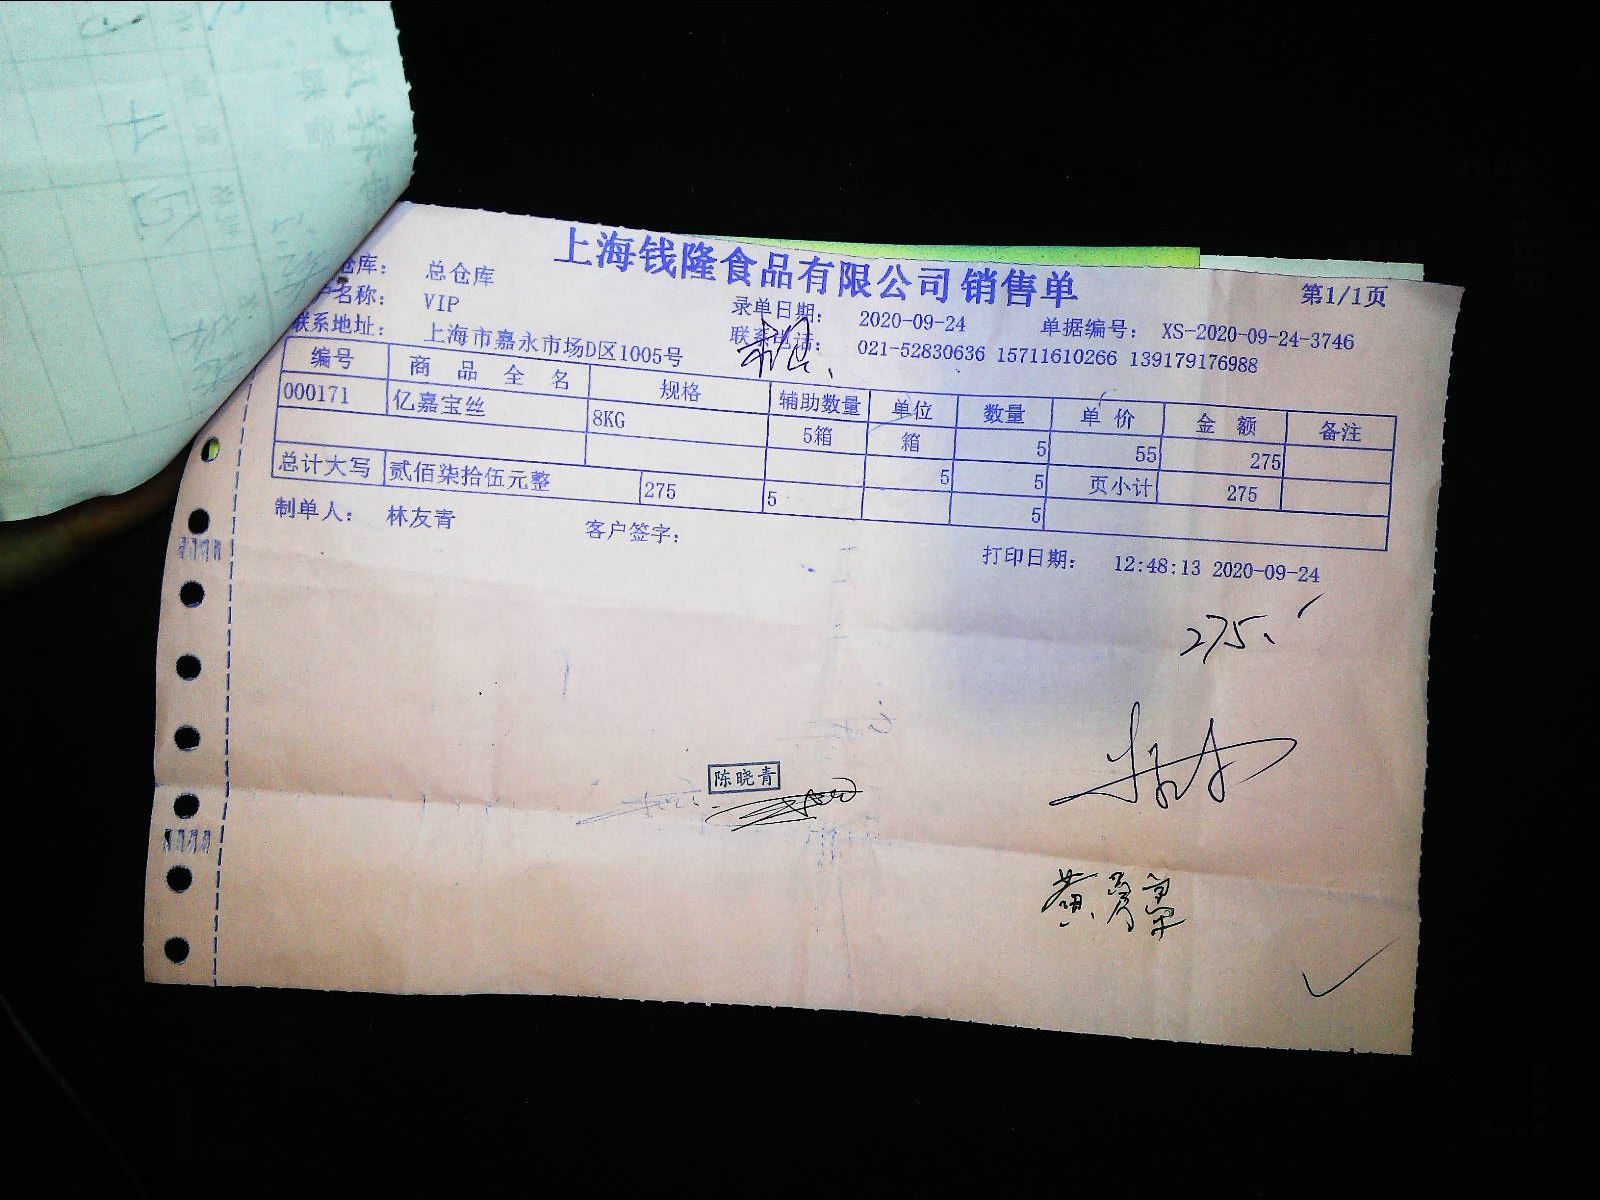 上海钱隆食品有限公司 销售单
第1/1页
仓库： 总仓库
名称： VIP 录单日期： 2020-09-24 单据编号： XS-2020-09-24-3746
联系地址： 上海市嘉永市场D区1005号 联系电话： 021-52830636 15711610266 139179176988
编号 商品全名 规格 辅助数量 单位 数量 单价 金额 备注
000171 亿嘉宝丝 8KG 5箱 箱 5 55 275
5 5 页小计 275
总计大写 贰佰柒拾伍元整 275 5 5
制单人： 林友青 客户签字：
打印日期： 12:48:13 2020-09-24
275
陈晓青